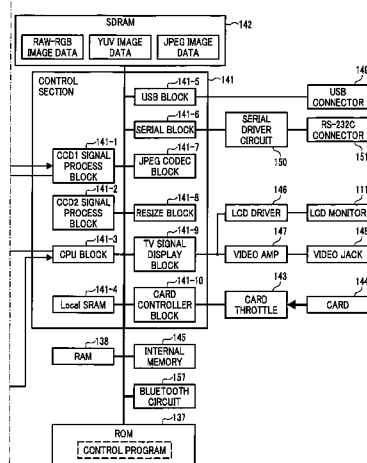 SDRAM
142
RAW-RGB
IMAGE DATA
YUV IMAGE
DATA
JPEG IMAGE
DATA
CONTROL
SECTION
141
141-5
USB BLOCK
149
USB
CONNECTOR
141-6
SERIAL BLOCK
SERIAL
DRIVER
CIRCUIT
150
RS-232C
CONNECTOR
151
141-1
CCD1 SIGNAL
PROCESS
BLOCK
141-7
JPEG CODEC
BLOCK
141-2
CCD2 SIGNAL
PROCESS
BLOCK
141-8
RESIZE BLOCK
146
LCD DRIVER
111
LCD MONITOR
141-3
CPU BLOCK
141-9
TV SIGNAL
DISPLAY
BLOCK
147
VIDEO AMP
148
VIDEO JACK
141-4
Local SRAM
141-10
CARD
CONTROLLER
BLOCK
143
CARD
THROTTLE
144
CARD
138
RAM
145
INTERNAL
MEMORY
157
BLUETOOTH
CIRCUIT
137
ROM
CONTROL PROGRAM